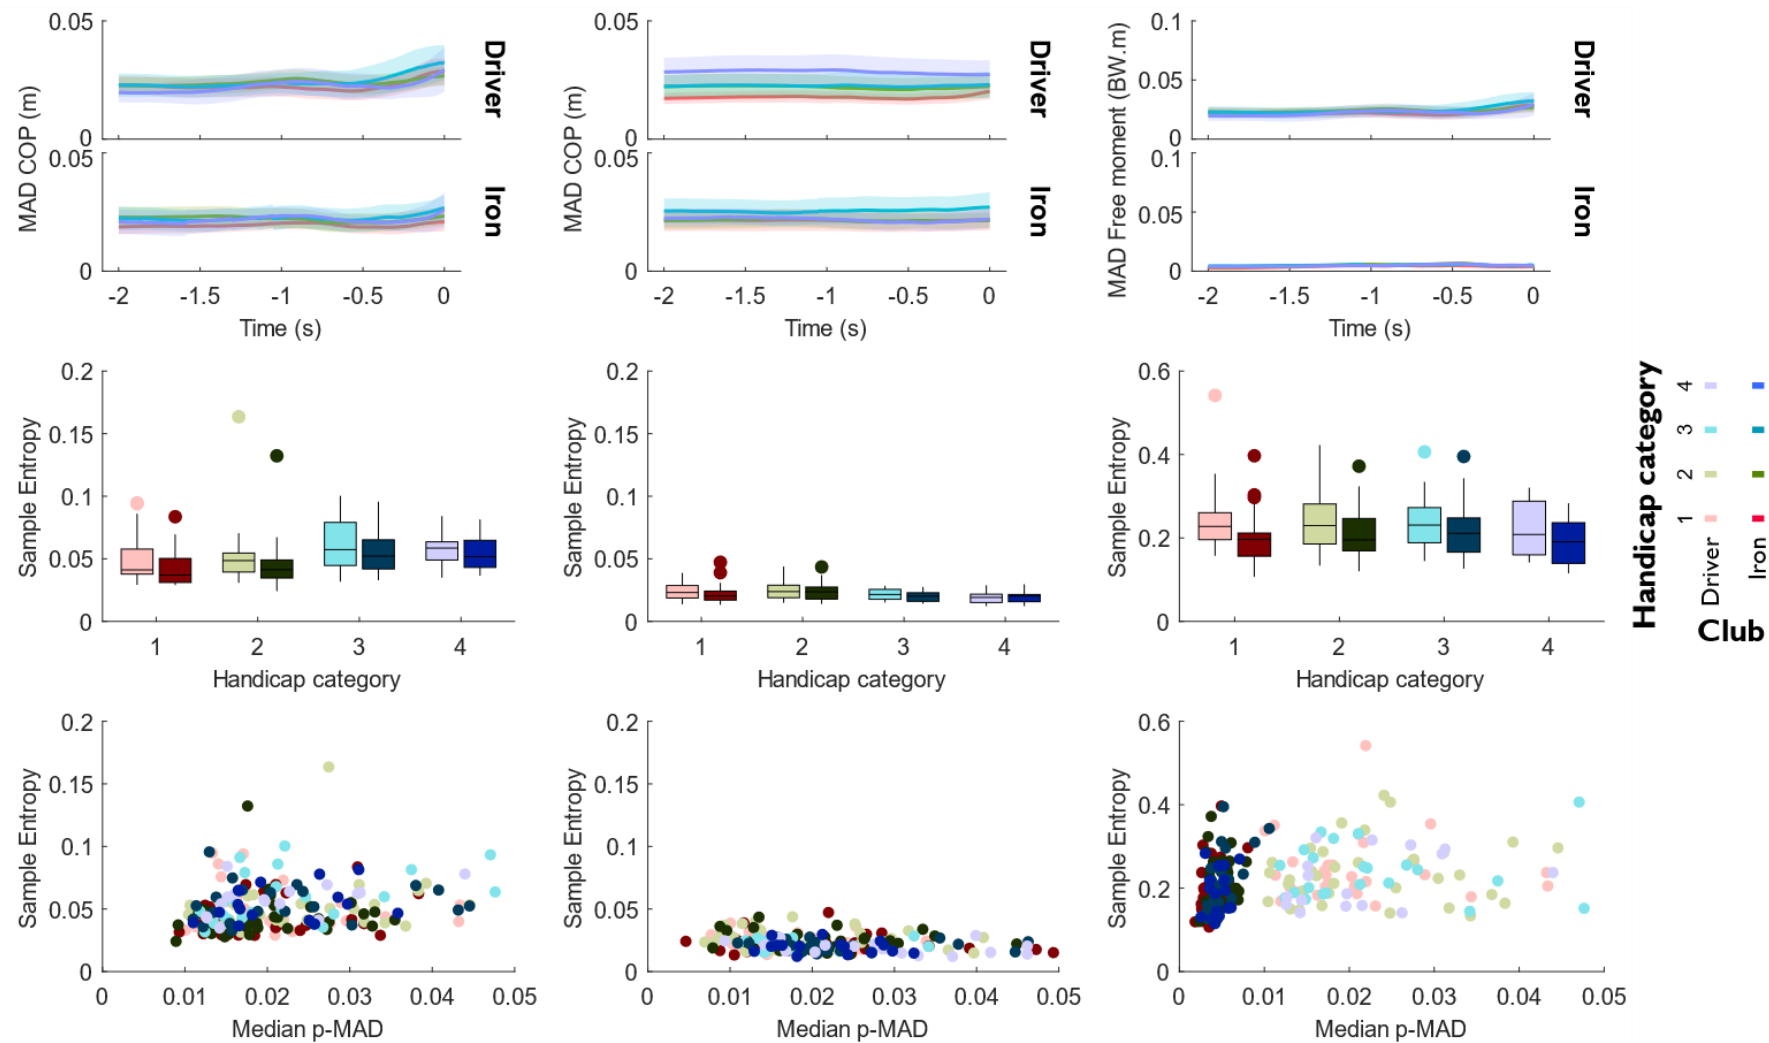 0.05
MAD COP (m)
Driver
0
0.05
Iron
0
-2 -1.5 -1 -0.5 0
Time (s)
0.05
MAD COP (m)
Driver
0
0.05
Iron
0
-2 -1.5 -1 -0.5 0
Time (s)
0.1
MAD Free moment (BW.m)
0.05
Driver
0
0.1
0.05
Iron
0
-2 -1.5 -1 -0.5 0
Time (s)
0.2
0.15
0.1
0.05
0
Sample Entropy
1 2 3 4
Handicap category
0.2
0.15
0.1
0.05
0
Sample Entropy
1 2 3 4
Handicap category
0.6
0.4
0.2
0
Sample Entropy
1 2 3 4
Handicap category
Handicap category
4
3
2
1
Driver
Iron
Club
0.2
0.15
0.1
0.05
0
Sample Entropy
0 0.01 0.02 0.03 0.04 0.05
Median p-MAD
0.2
0.15
0.1
0.05
0
Sample Entropy
0 0.01 0.02 0.03 0.04 0.05
Median p-MAD
0.6
0.4
0.2
0
Sample Entropy
0 0.01 0.02 0.03 0.04 0.05
Median p-MAD